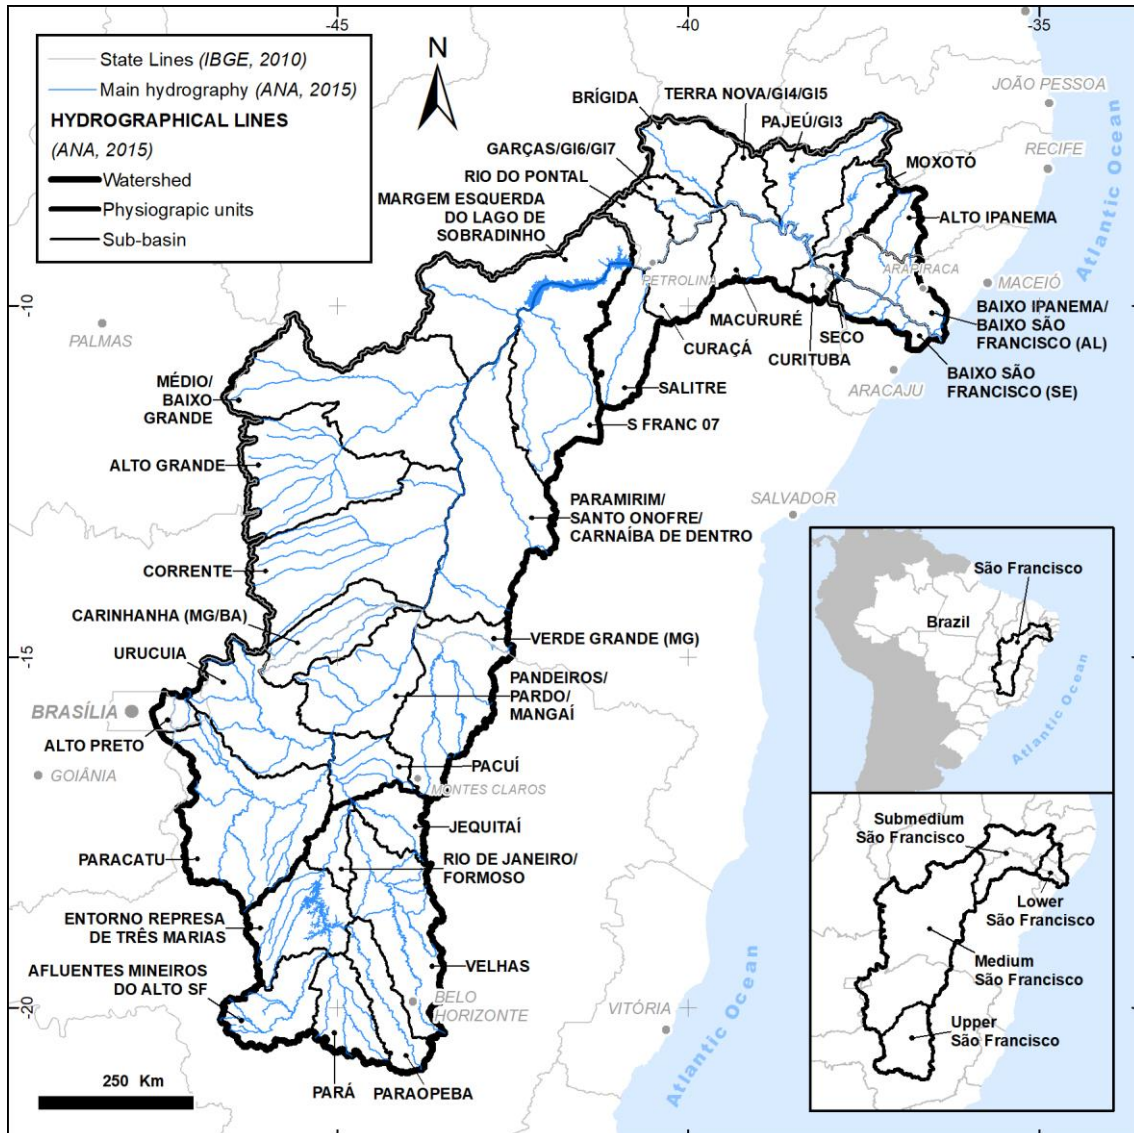 -45
-40
-35
State Lines (IBGE, 2010)
Main hydrography (ANA, 2015)
HYDROGRAPHICAL LINES
(ANA, 2015)
Watershed
Physiograpic units
Sub-basin
N
JOÃO PESSOA
RECIFE
Atlantic Ocean
BRÍGIDA
TERRA NOVA/GI4/GI5
PAJEÚ/GI3
GARÇAS/GI6/GI7
MOXOTÓ
RIO DO PONTAL
MARGEM ESQUERDA
DO LAGO DE
SOBRADINHO
ALTO IPANEMA
ARAPIRACA
PETROLINA
MACEIÓ
-10
PALMAS
MACURURÉ
SECO
BAIXO IPANEMA/
BAIXO SÃO
FRANCISCO (AL)
CURAÇÁ
CURITUBA
BAIXO SÃO
FRANCISCO (SE)
ARACAJU
SALITRE
MÉDIO/
BAIXO
GRANDE
S FRANC 07
ALTO GRANDE
PARAMIRIM/
SANTO ONOFRE/
CARNAÍBA DE DENTRO
SALVADOR
CORRENTE
CARINHANHA (MG/BA)
URUCUIA
VERDE GRANDE (MG)
-15
PANDEIROS/
PARDO/
MANGAÍ
BRASÍLIA
ALTO PRETO
GOIÂNIA
PACUÍ
MONTES CLAROS
JEQUITAÍ
PARACATU
RIO DE JANEIRO/
FORMOSO
ENTORNO REPRESA
DE TRÊS MARIAS
AFLUENTES MINEIROS
DO ALTO SF
VELHAS
BELO
HORIZONTE
VITÓRIA
-20
Atlantic Ocean
250 Km
PARÁ
PARAOPEBA
São Francisco
Brazil
Atlantic Ocean
Submedium
São Francisco
Lower
São Francisco
Medium
São Francisco
Upper
São Francisco